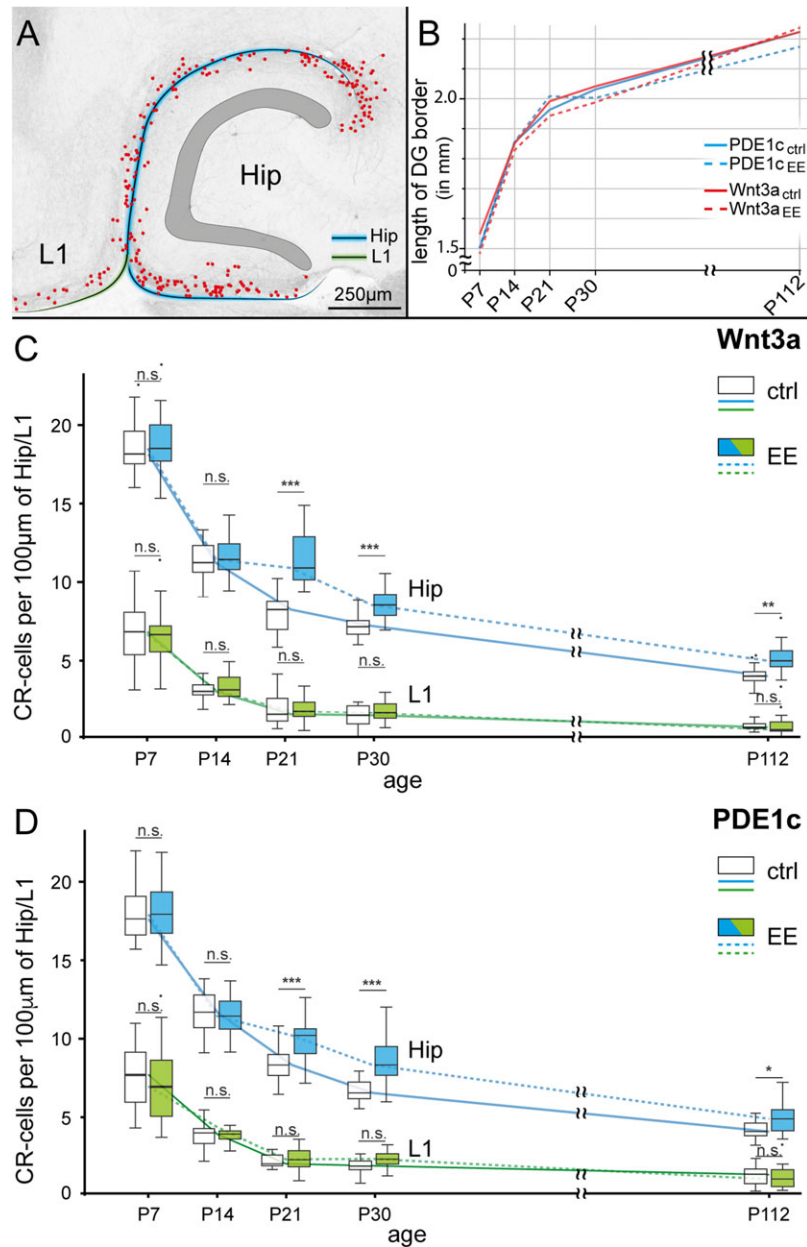 A
Hip
L1
Hip
L1
250µm
B
length of DG border
(in mm)
2.0
1.5
0
PDE1c ctrl
PDE1c EE
Wnt3a ctrl
Wnt3a EE
P7
P14
P21
P30
P112
C
Wnt3a
ctrl
EE
CR-cells per 100µm of Hip/L1
20
15
10
5
0
n.s.
n.s.
***
***
**
Hip
n.s.
n.s.
n.s.
n.s.
n.s.
L1
P7
P14
P21
P30
P112
age
D
PDE1c
ctrl
EE
CR-cells per 100µm of Hip/L1
20
15
10
5
0
n.s.
n.s.
***
***
*
Hip
n.s.
n.s.
n.s.
n.s.
n.s.
L1
P7
P14
P21
P30
P112
age